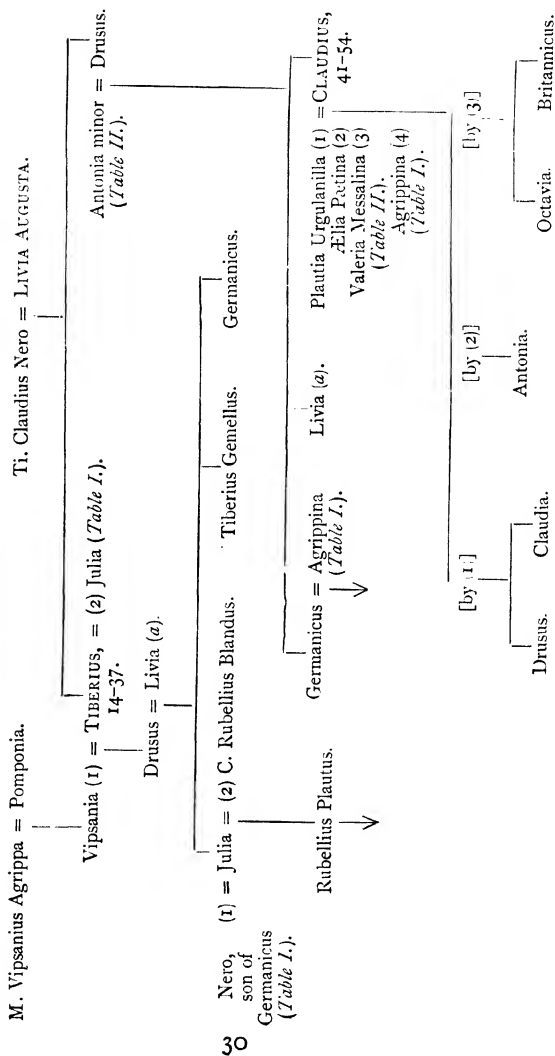 M. Vipsanius Agrippa = Pomponia.
Ti. Claudius Nero = LIVIA AUGUSTA.
Vipsania (1) = TIBERIUS, = (2) Julia (Table I.).
14-37.
Antonia minor = Drusus.
(Table II.).
Drusus = Livia (a).
Nero,
son of
Germanicus
(Table I.).
(1) = Julia = (2) C. Rubellius Blandus.
Tiberius Gemellus.
Germanicus.
Rubellius Plautus.
Germanicus = Agrippina
(Table I.).
Livia (a).
Plautia Urgulanilla (1) = CLAUDIUS,
Ælia Pætina (2) 41-54.
Valeria Messalina (3)
(Table II.).
Agrippina (4)
(Table I.).
[by (1)]
[by (2)]
[by (3)]
Drusus.
Claudia.
Antonia.
Octavia.
Britannicus.
30